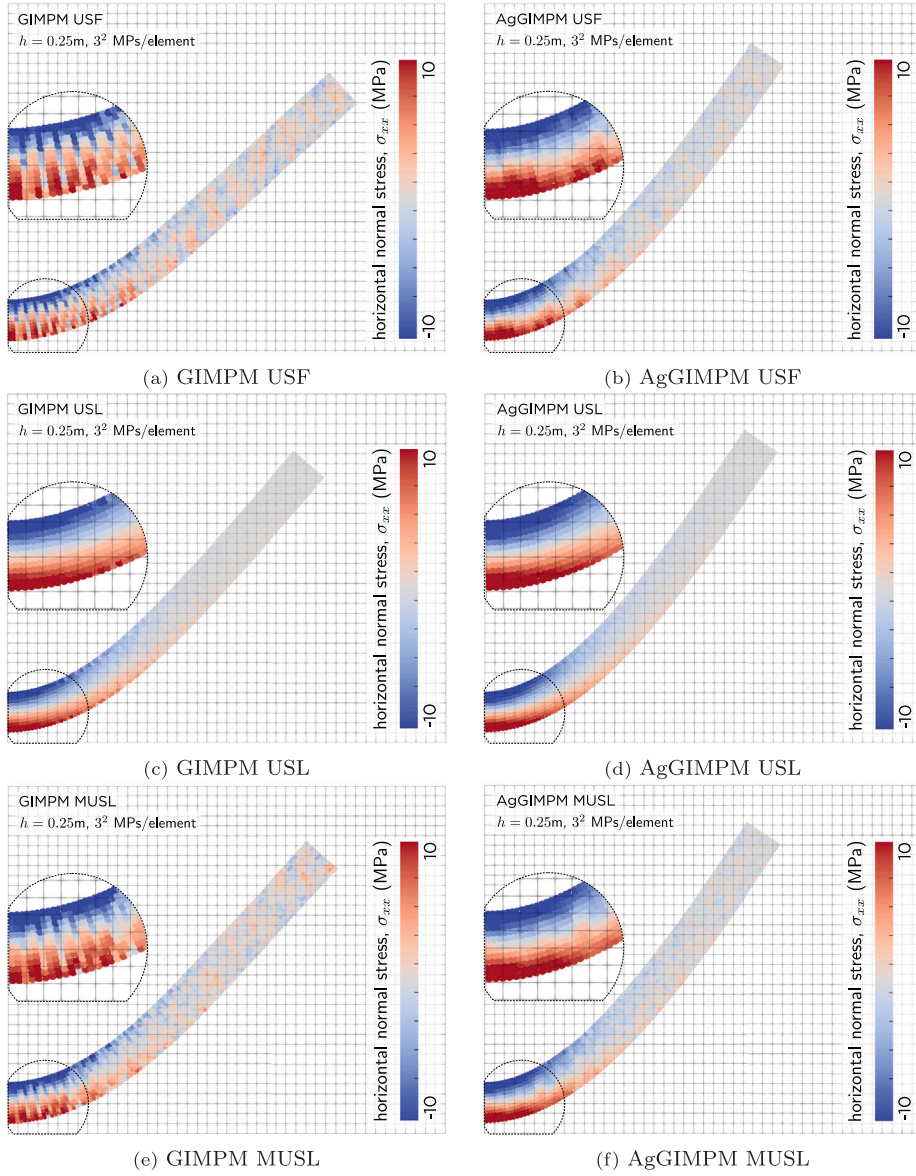 GIMPM USF
h = 0.25m, 3² MPs/element
horizontal normal stress, σxx (MPa)
10
-10
(a) GIMPM USF
AgGIMPM USF
h = 0.25m, 3² MPs/element
horizontal normal stress, σxx (MPa)
10
-10
(b) AgGIMPM USF
GIMPM USL
h = 0.25m, 3² MPs/element
horizontal normal stress, σxx (MPa)
10
-10
(c) GIMPM USL
AgGIMPM USL
h = 0.25m, 3² MPs/element
horizontal normal stress, σxx (MPa)
10
-10
(d) AgGIMPM USL
GIMPM MUSL
h = 0.25m, 3² MPs/element
horizontal normal stress, σxx (MPa)
10
-10
(e) GIMPM MUSL
AgGIMPM MUSL
h = 0.25m, 3² MPs/element
horizontal normal stress, σxx (MPa)
10
-10
(f) AgGIMPM MUSL